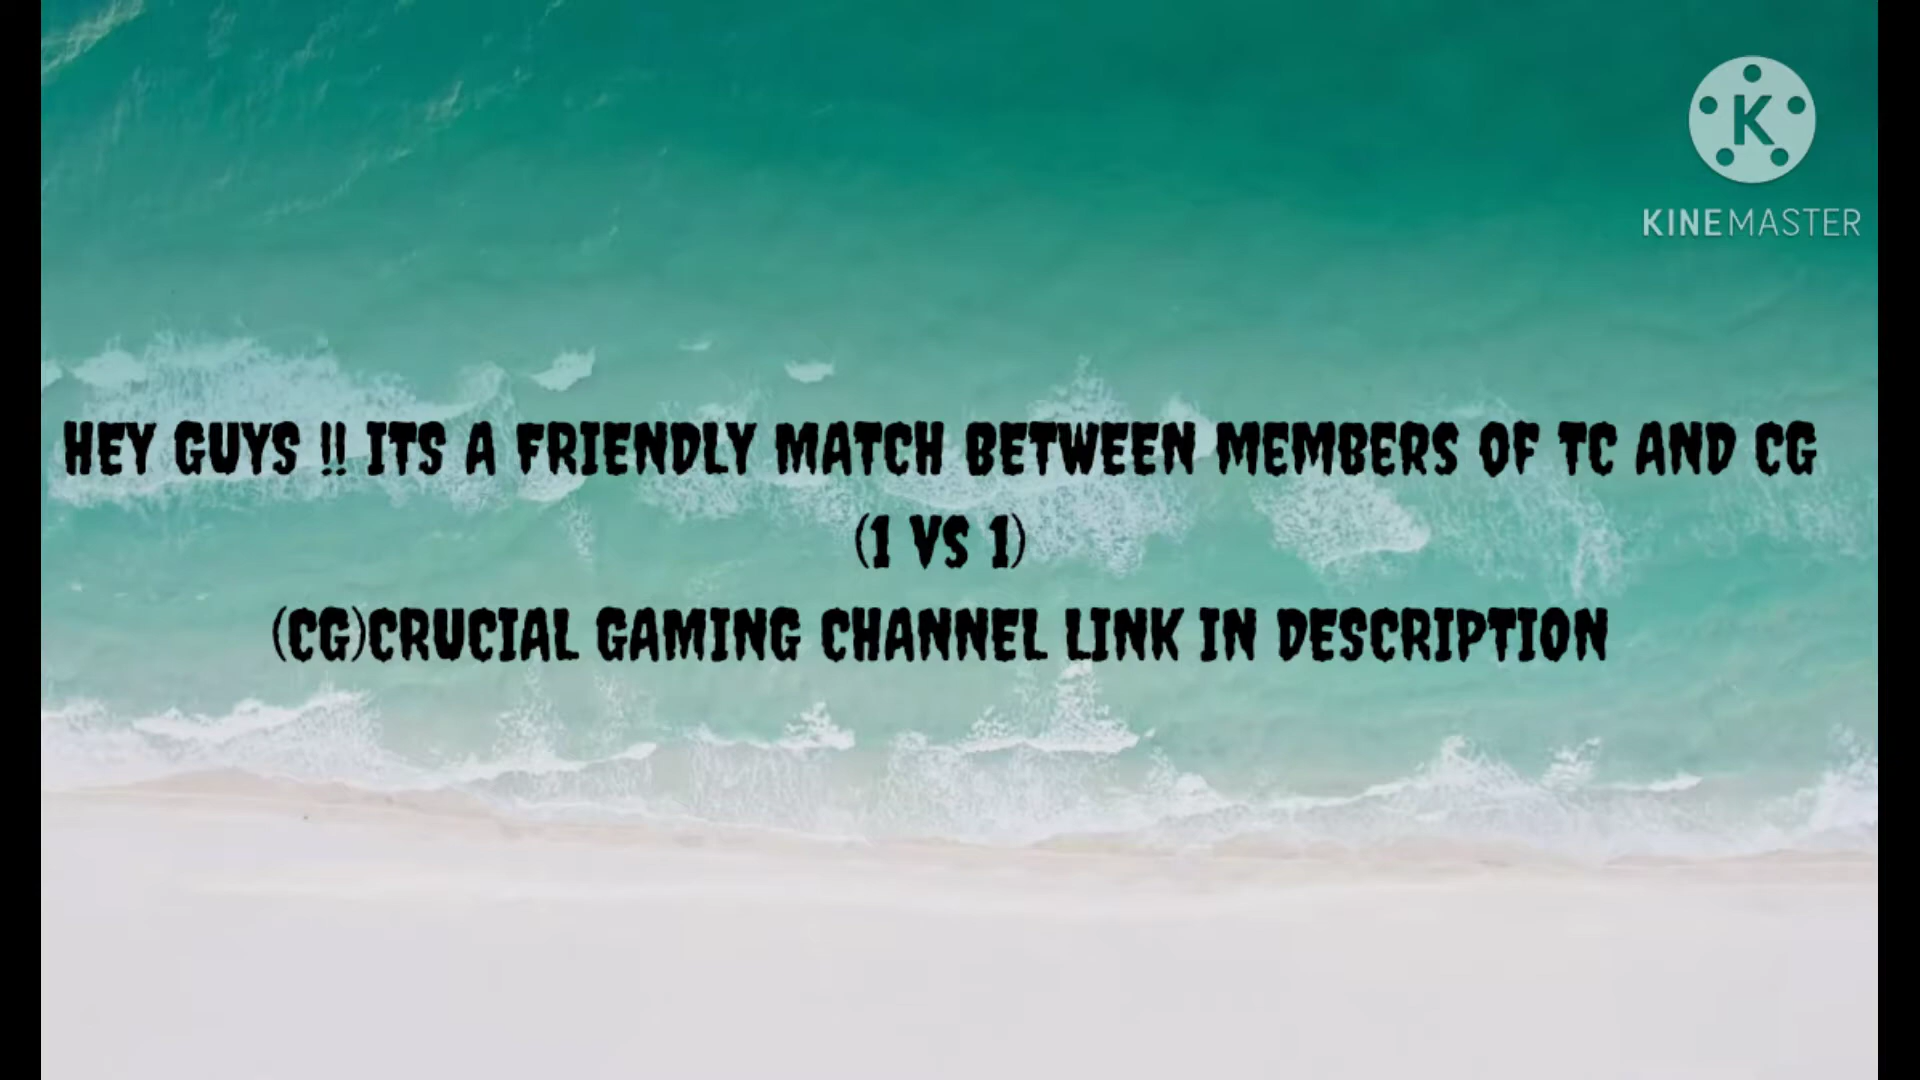 K
KINEMASTER
HEY GUYS !! ITS A FRIENDLY MATCH BETWEEN MEMBERS OF TC AND CG
(1 VS 1)
(CG)CRUCIAL GAMING CHANNEL LINK IN DESCRIPTION